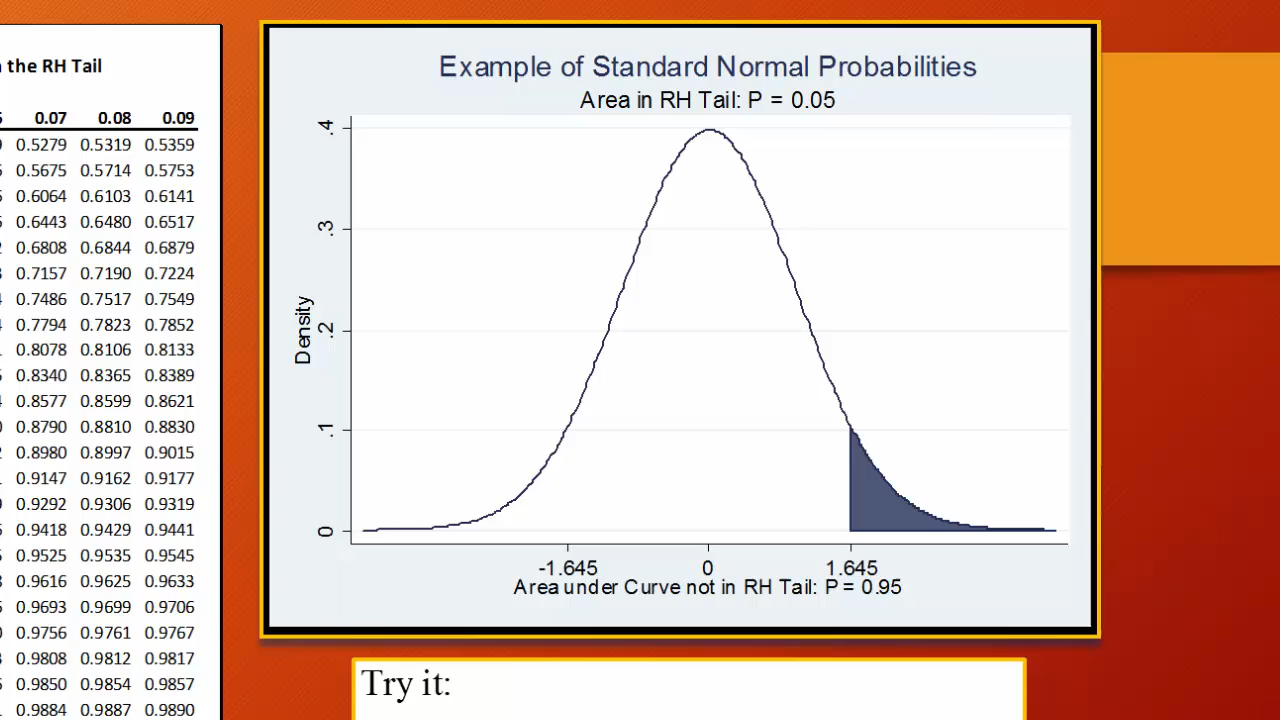 the RH Tail
0.07 0.08 0.09
0.5279 0.5319 0.5359
0.5675 0.5714 0.5753
0.6064 0.6103 0.6141
0.6443 0.6480 0.6517
0.6808 0.6844 0.6879
0.7157 0.7190 0.7224
0.7486 0.7517 0.7549
0.7794 0.7823 0.7852
0.8078 0.8106 0.8133
0.8340 0.8365 0.8389
0.8577 0.8599 0.8621
0.8790 0.8810 0.8830
0.8980 0.8997 0.9015
0.9147 0.9162 0.9177
0.9292 0.9306 0.9319
0.9418 0.9429 0.9441
0.9525 0.9535 0.9545
0.9616 0.9625 0.9633
0.9693 0.9699 0.9706
0.9756 0.9761 0.9767
0.9808 0.9812 0.9817
0.9850 0.9854 0.9857
0.9884 0.9887 0.9890
Example of Standard Normal Probabilities
Area in RH Tail: P = 0.05
.4
.3
.2
.1
0
Density
-1.645 0 1.645
Area under Curve not in RH Tail: P = 0.95
Try it: